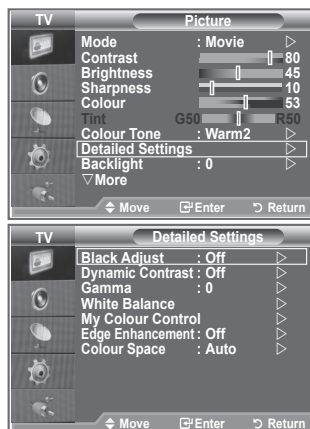 TV Picture
Mode : Movie
Contrast 80
Brightness 45
Sharpness 10
Colour 53
Tint G50 R50
Colour Tone : Warm2
Detailed Settings
Backlight : 0
▽More
Move Enter Return
TV Detailed Settings
Black Adjust : Off
Dynamic Contrast : Off
Gamma : 0
White Balance
My Colour Control
Edge Enhancement : Off
Colour Space : Auto
Move Enter Return